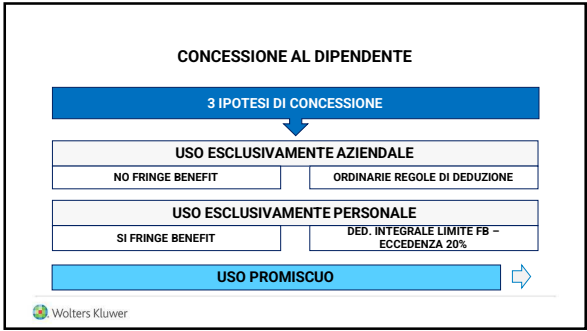 CONCESSIONE AL DIPENDENTE
3 IPOTESI DI CONCESSIONE
USO ESCLUSIVAMENTE AZIENDALE
NO FRINGE BENEFIT
ORDINARIE REGOLE DI DEDUZIONE
USO ESCLUSIVAMENTE PERSONALE
SI FRINGE BENEFIT
DED. INTEGRALE LIMITE FB –
ECCEDENZA 20%
USO PROMISCUO
Wolters Kluwer